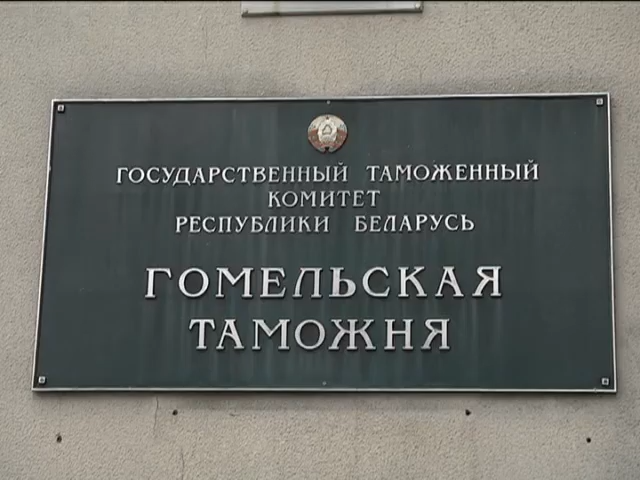 ГОСУДАРСТВЕННЫЙ ТАМОЖЕННЫЙ
КОМИТЕТ
РЕСПУБЛИКИ БЕЛАРУСЬ
ГОМЕЛЬСКАЯ
ТАМОЖНЯ